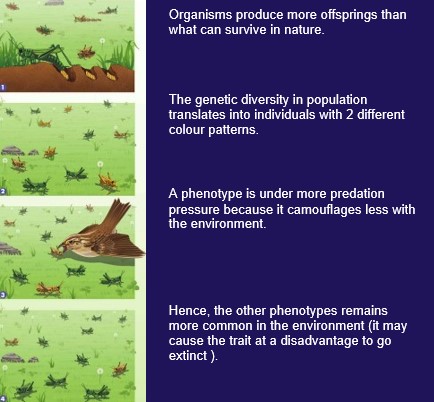 Organisms produce more offsprings than
what can survive in nature.
1
The genetic diversity in population
translates into individuals with 2 different
colour patterns.
2
A phenotype is under more predation
pressure because it camouflages less with
the environment.
3
Hence, the other phenotypes remains
more common in the environment (it may
cause the trait at a disadvantage to go
extinct ).
4